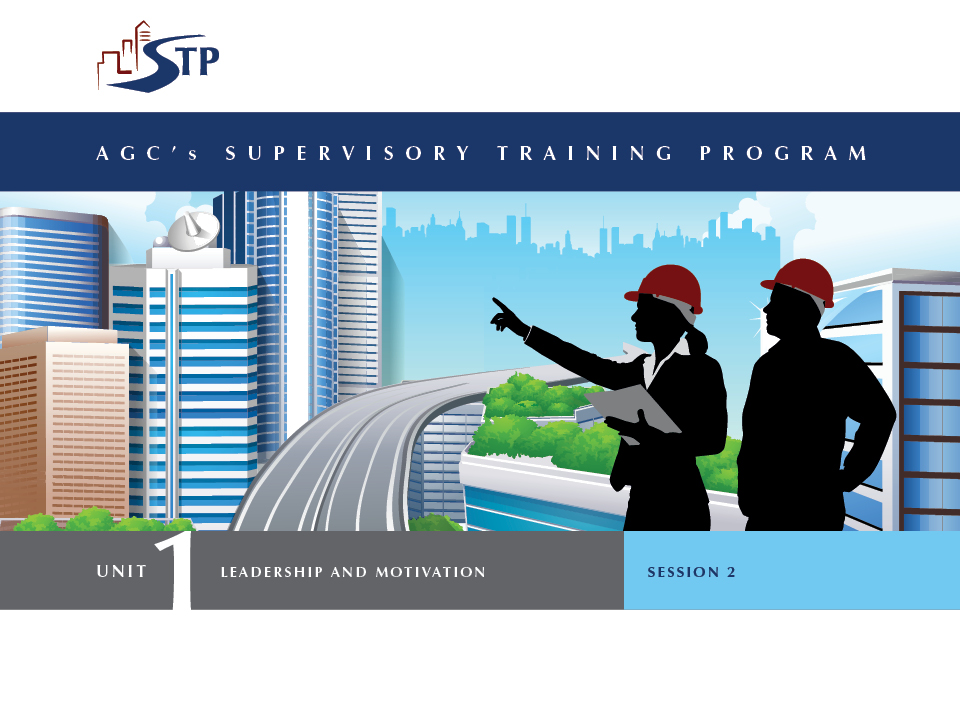 STP
AGC's SUPERVISORY TRAINING PROGRAM
UNIT 1
LEADERSHIP AND MOTIVATION
SESSION 2